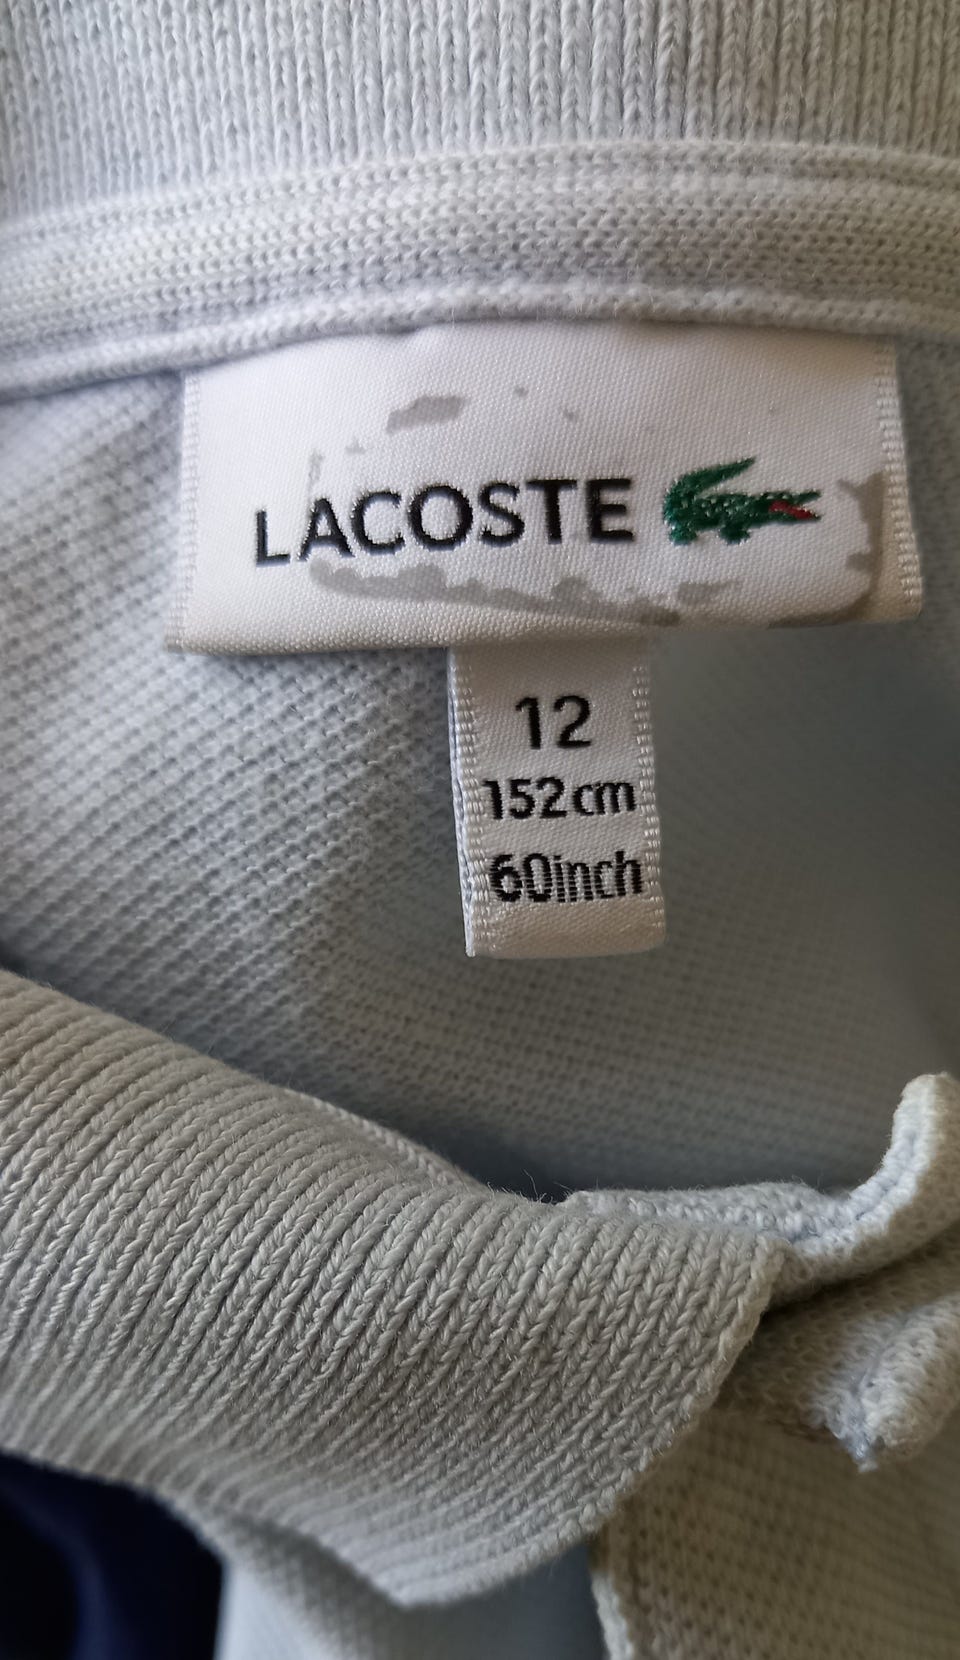 LACOSTE
12
152cm
60inch